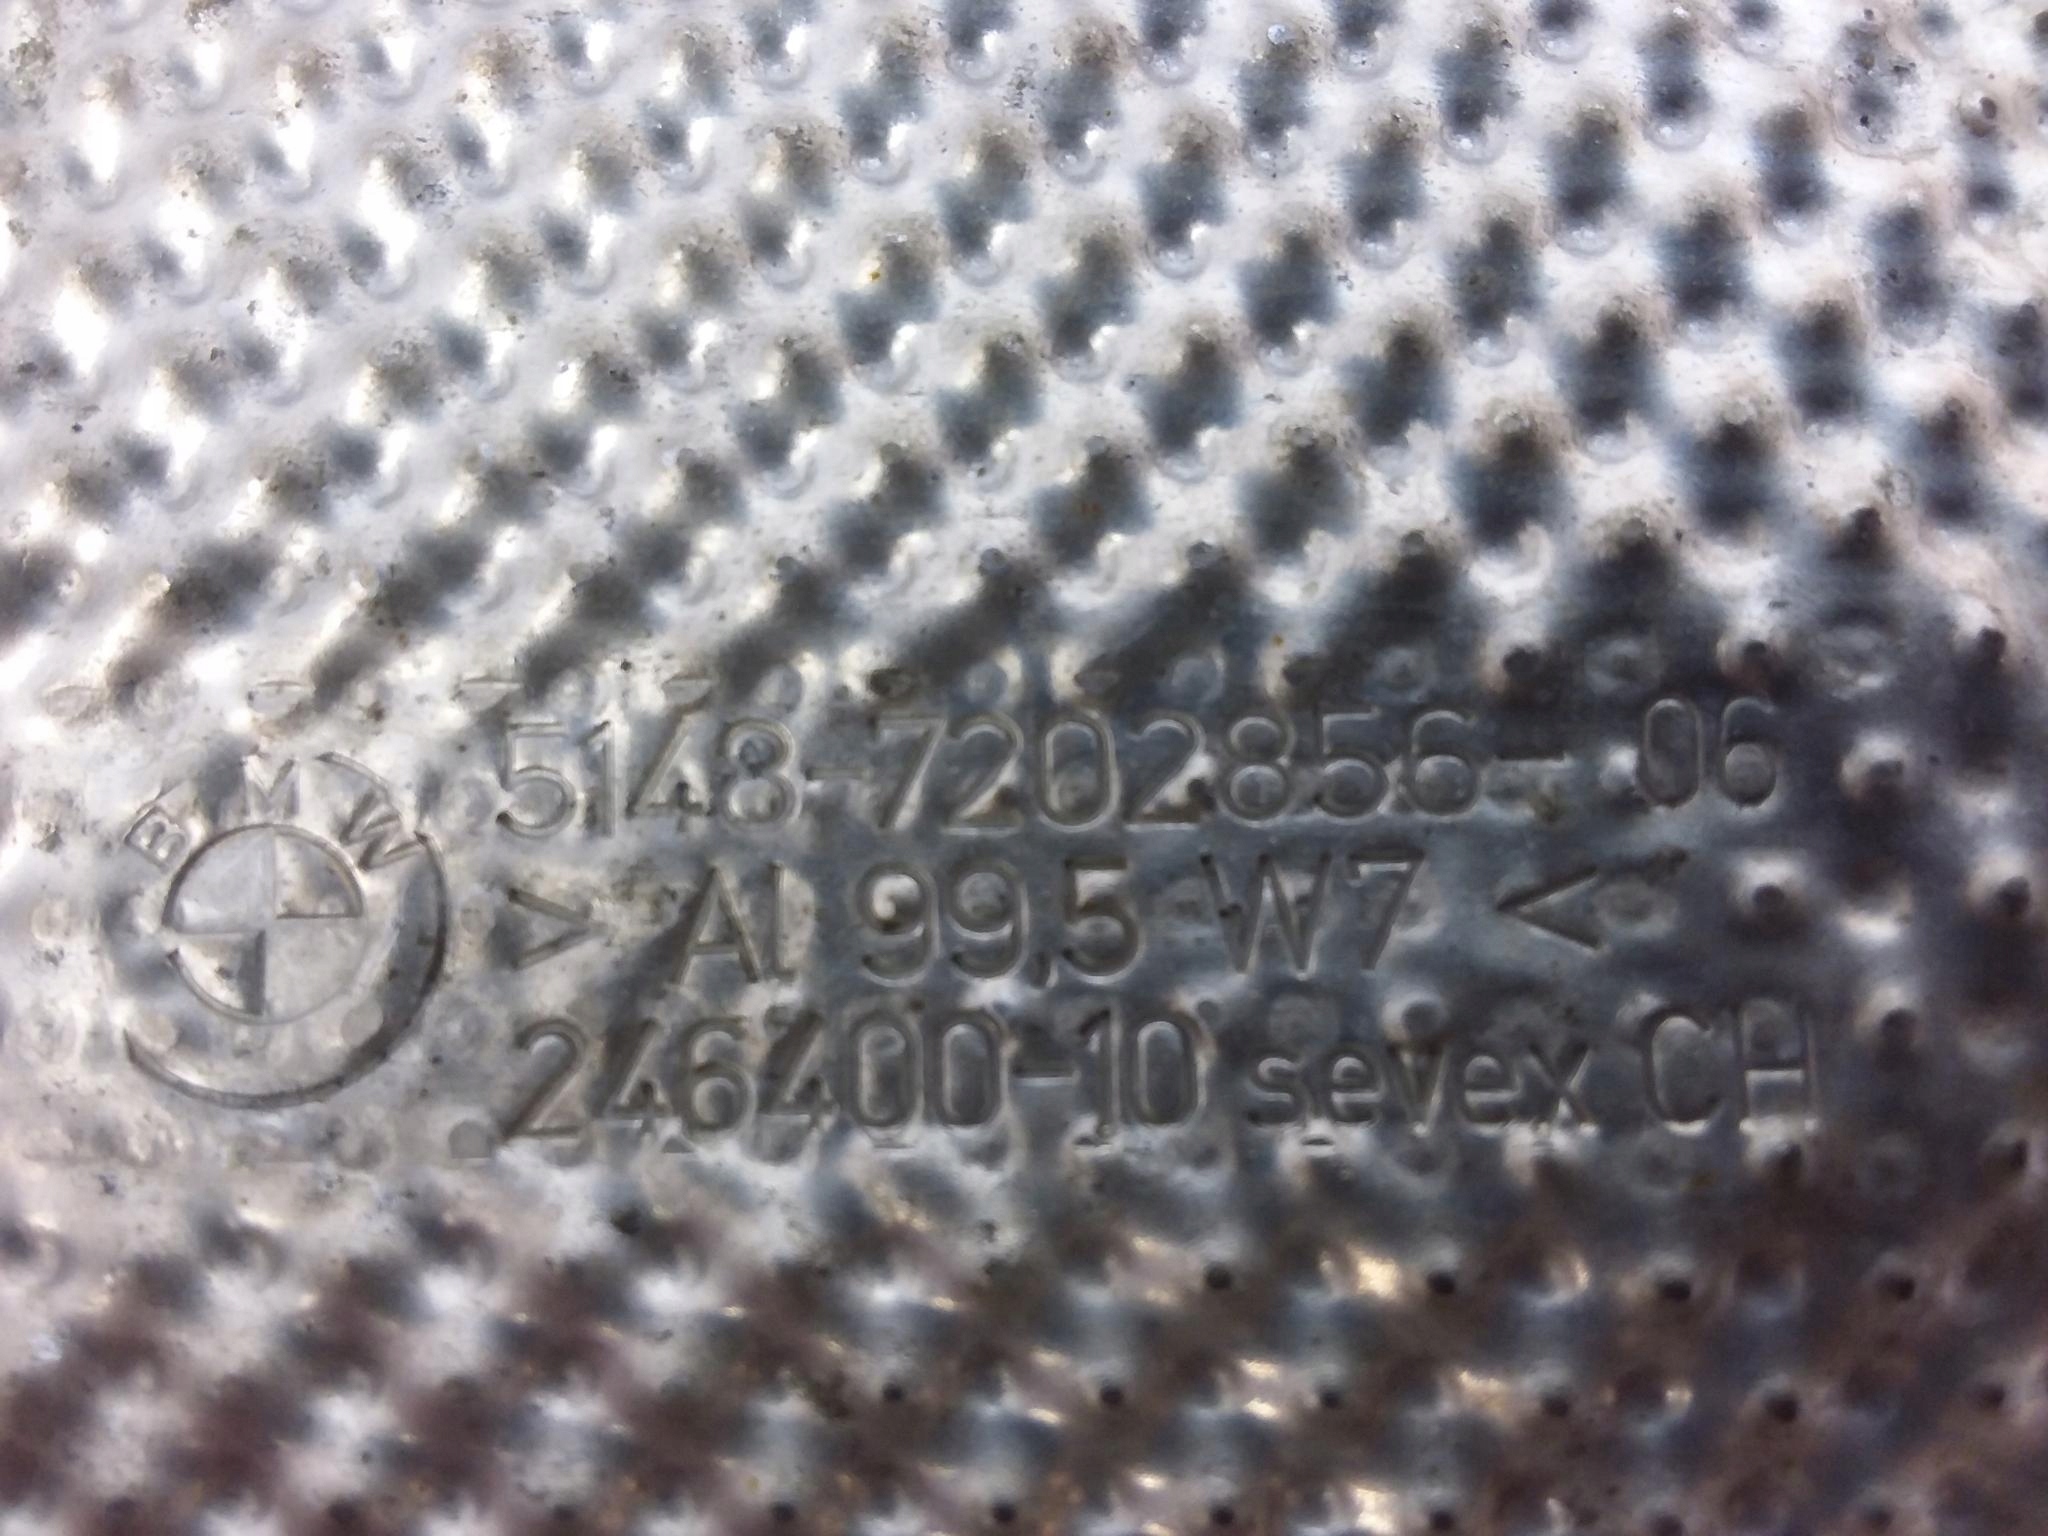 BMW
5148-7202856-06
> Al 99,5 W7 <
246400-10 sevex CH